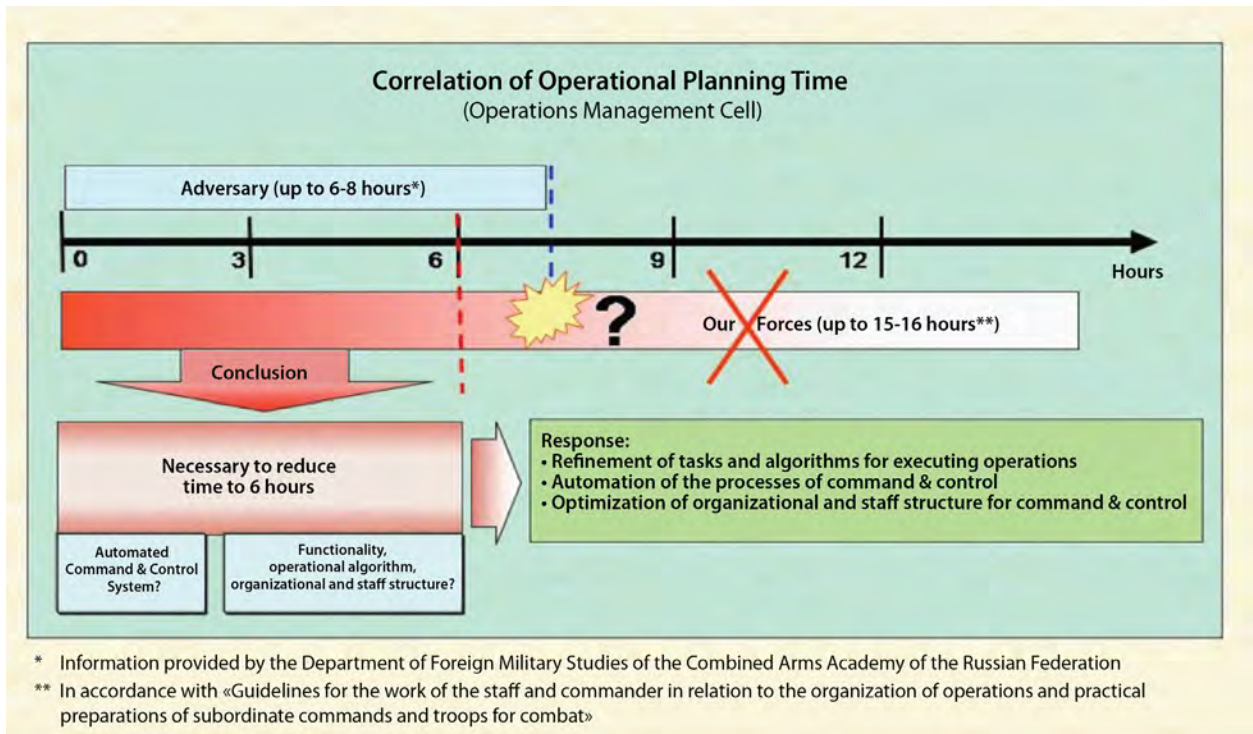 Correlation of Operational Planning Time
(Operations Management Cell)
Adversary (up to 6-8 hours*)
0 3 6 9 12
Hours
? Our Forces (up to 15-16 hours**)
Conclusion
Necessary to reduce
time to 6 hours
Automated
Command & Control
System?
Functionality,
operational algorithm,
organizational and staff structure?
Response:
• Refinement of tasks and algorithms for executing operations
• Automation of the processes of command & control
• Optimization of organizational and staff structure for command & control
* Information provided by the Department of Foreign Military Studies of the Combined Arms Academy of the Russian Federation
** In accordance with «Guidelines for the work of the staff and commander in relation to the organization of operations and practical
preparations of subordinate commands and troops for combat»